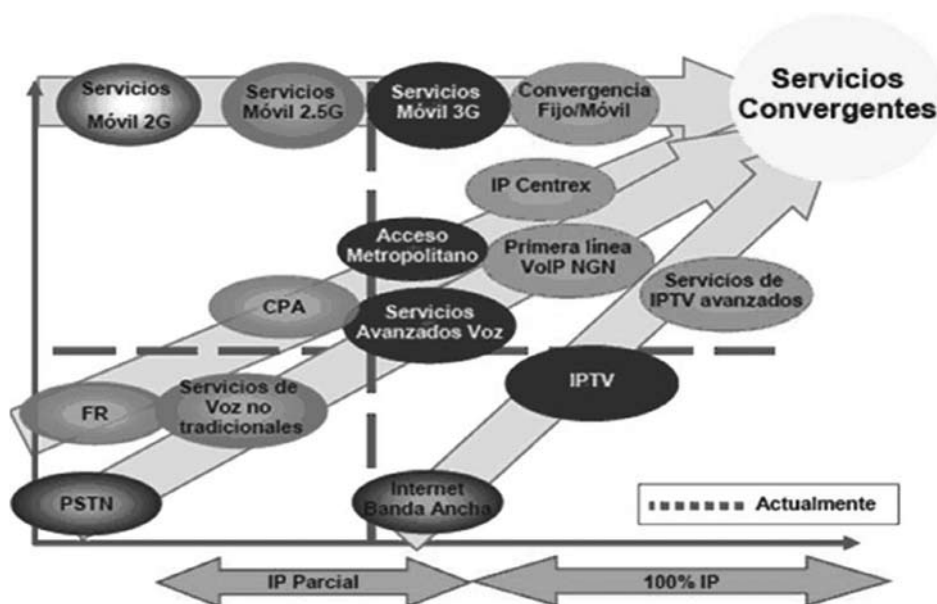 Servicios
Móvil 2G
Servicios
Móvil 2.5G
Servicios
Móvil 3G
Convergencia
Fijo/Móvil
Servicios
Convergentes
IP Centrex
Acceso
Metropolitano
Primera línea
VoIP NGN
CPA
Servicios
Avanzados Voz
Servicios de
IPTV avanzados
FR
Servicios de
Voz no
tradicionales
IPTV
PSTN
Internet
Banda Ancha
Actualmente
IP Parcial
100% IP